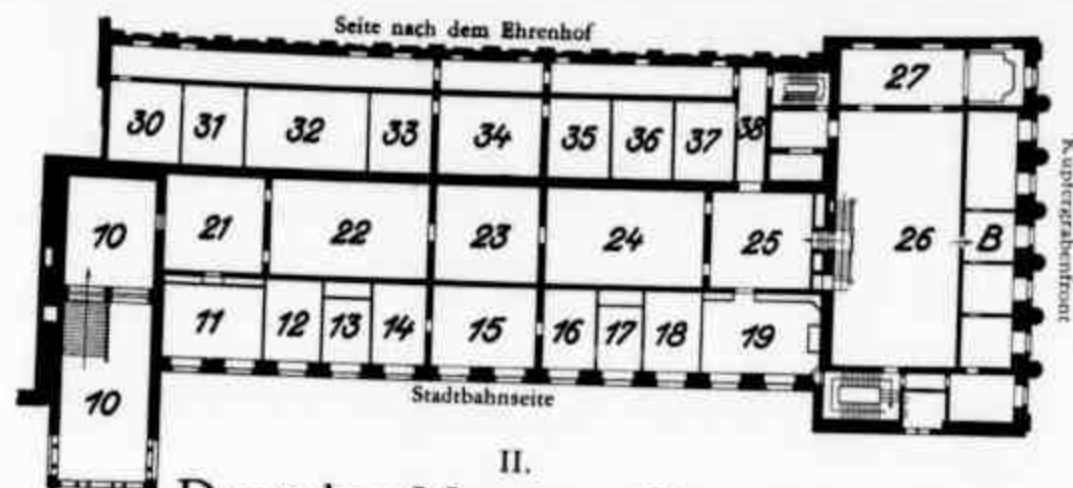 Seite nach dem Ehrenhof
27
30 31 32 33 34 35 36 37 38
Kupfergrabenfront
10 21 22 23 24 25 26 B
11 12 13 14 15 16 17 18 19
10
Stadtbahnseite
II.